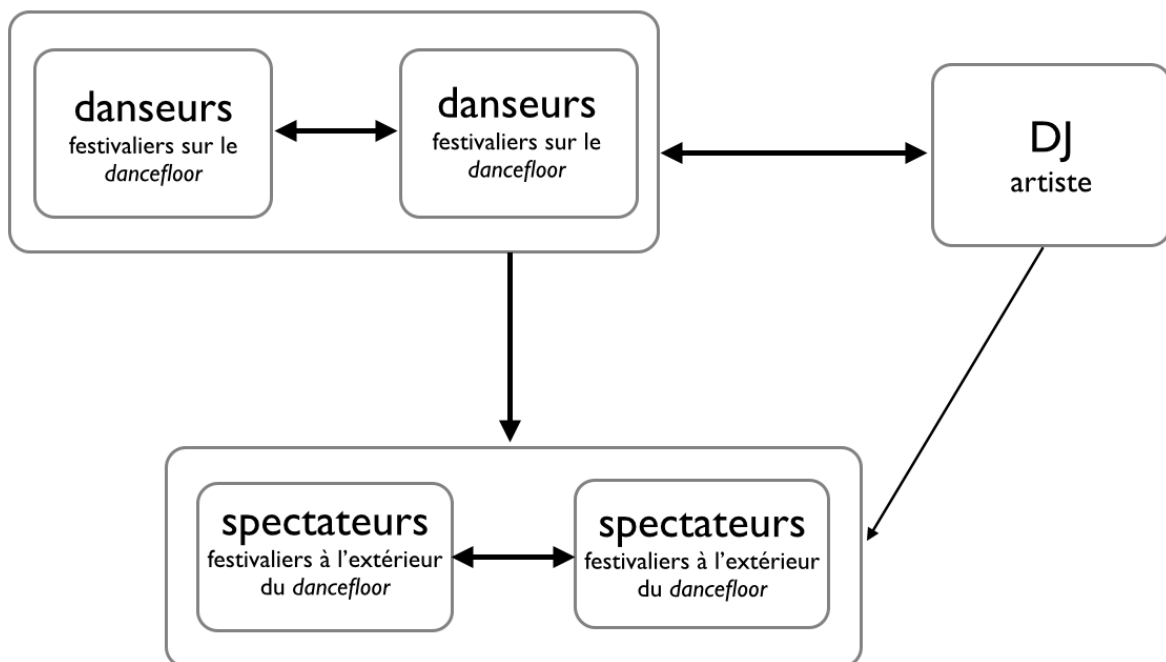 danseurs
festivaliers sur le
dancefloor
danseurs
festivaliers sur le
dancefloor
DJ
artiste
spectateurs
festivaliers à l'extérieur
du dancefloor
spectateurs
festivaliers à l'extérieur
du dancefloor